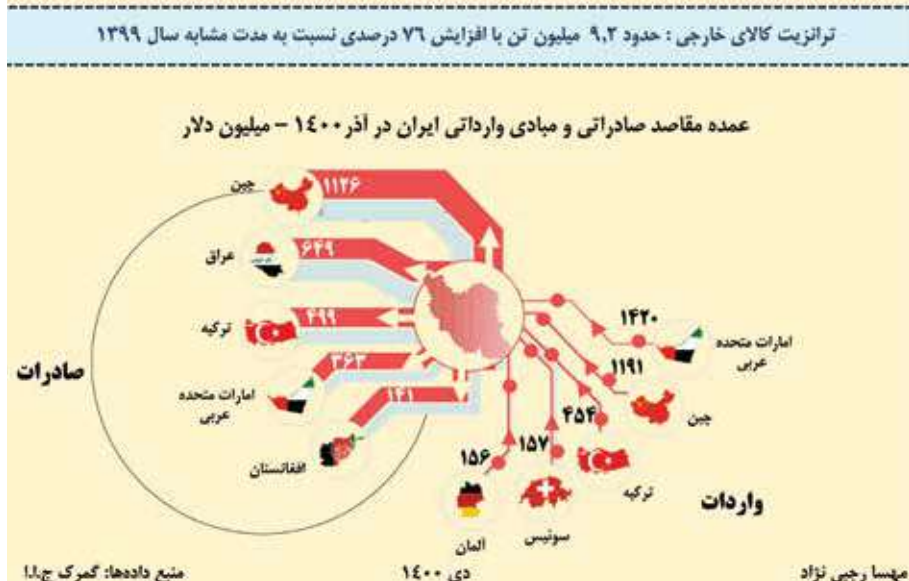 ترانزیت کالای خارجی : حدود ۹,۲ میلیون تن با افزایش ۷۶ درصدی نسبت به مدت مشابه سال ۱۳۹۹
عمده مقاصد صادراتی و مبادی وارداتی ایران در آذر ۱۴۰۰ – میلیون دلار
صادرات
چین
۱۱۲۶
عراق
۶۴۹
ترکیه
۴۹۹
امارات متحده
عربی
۳۶۳
افغانستان
۱۴۱
واردات
امارات متحده
عربی
۱۴۲۰
چین
۱۱۹۱
ترکیه
۴۵۴
سوئیس
۱۵۷
آلمان
۱۵۶
مهسا رجبی نژاد
دی ۱۴۰۰
منبع داده‌ها: گمرک ج.ا.ا